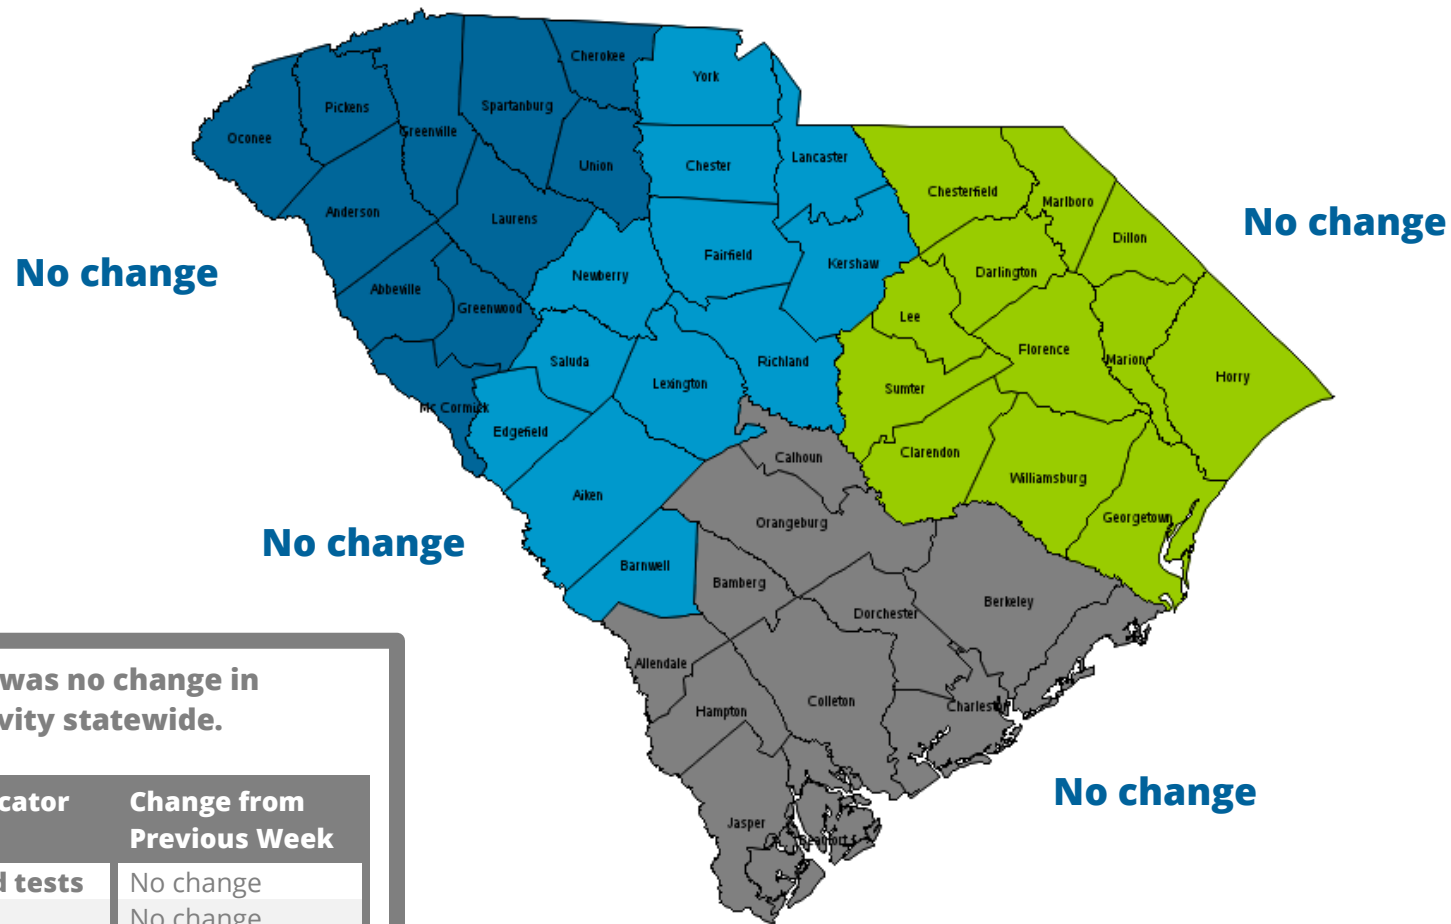 Cherokee
York
Pickens
Spartanburg
Greenville
Oconee
Union
Chester
Lancaster
Chesterfield
Marlboro
Anderson
Laurens
Dillon
No change
Fairfield
Kershaw
Newberry
Darlington
No change
Abbeville
Greenwood
Lee
Florence
Marion
Saluda
Richland
Lexington
Horry
Sumter
Mc Cormick
Edgefield
Clarendon
Calhoun
Williamsburg
Aiken
Georgetown
Orangeburg
No change
Barnwell
Bamberg
Berkeley
Dorchester
Allendale
Colleton
Charleston
Hampton
No change
Jasper
Beaufort
was no change in
vity statewide.
cator
Change from
Previous Week
d tests
No change
No change